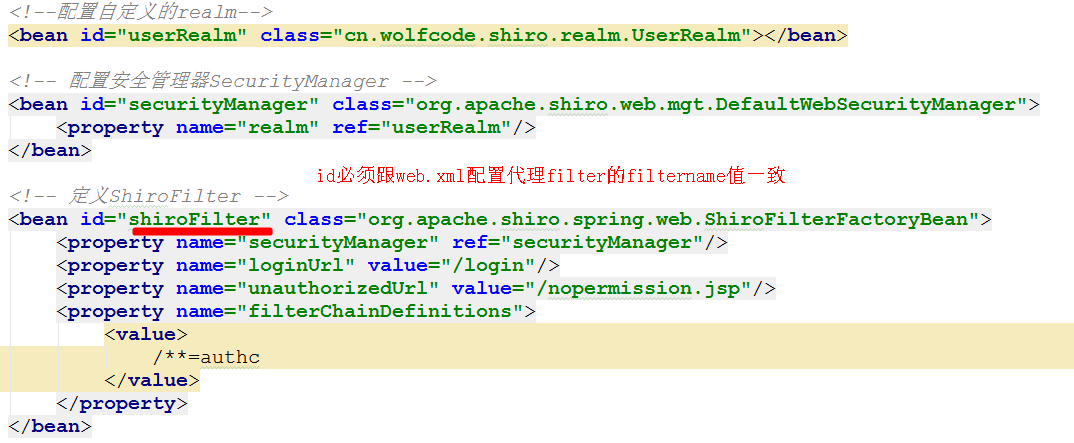 <!--配置自定义的realm-->
<bean id="userRealm" class="cn.wolfcode.shiro.realm.UserRealm"></bean>
<!-- 配置安全管理器SecurityManager -->
<bean id="securityManager" class="org.apache.shiro.web.mgt.DefaultWebSecurityManager">
<property name="realm" ref="userRealm"/>
</bean>
id必须跟web.xml配置代理filter的filtername值一致
<!-- 定义ShiroFilter -->
<bean id="shiroFilter" class="org.apache.shiro.spring.web.ShiroFilterFactoryBean">
<property name="securityManager" ref="securityManager"/>
<property name="loginUrl" value="/login"/>
<property name="unauthorizedUrl" value="/nopermission.jsp"/>
<property name="filterChainDefinitions">
<value>
/**=authc
</value>
</property>
</bean>